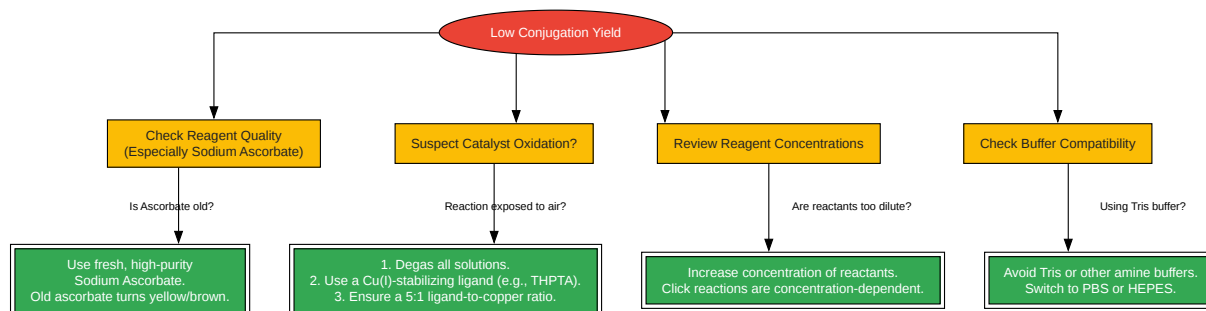 Low Conjugation Yield
Check Reagent Quality
(Especially Sodium Ascorbate)
Suspect Catalyst Oxidation?
Review Reagent Concentrations
Check Buffer Compatibility
Is Ascorbate old?
Reaction exposed to air?
Are reactants too dilute?
Using Tris buffer?
Use fresh, high-purity
Sodium Ascorbate.
Old ascorbate turns yellow/brown.
1. Degas all solutions.
2. Use a Cu(I)-stabilizing ligand (e.g., THPTA).
3. Ensure a 5:1 ligand-to-copper ratio.
Increase concentration of reactants.
Click reactions are concentration-dependent.
Avoid Tris or other amine buffers.
Switch to PBS or HEPES.